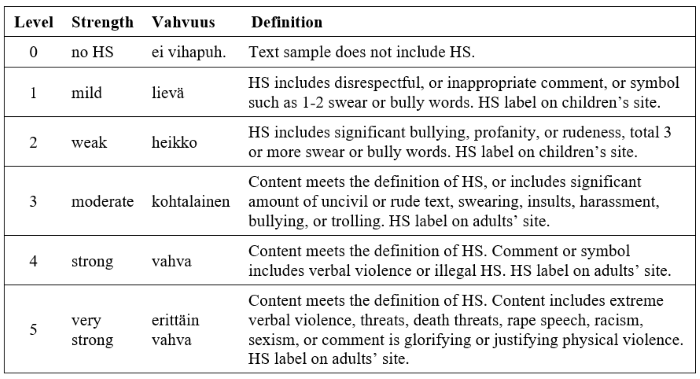 Level Strength Vahvuus Definition
0 no HS ei vihapuh. Text sample does not include HS.
1 mild lievä HS includes disrespectful, or inappropriate comment, or symbol
such as 1-2 swear or bully words. HS label on children's site.
2 weak heikko HS includes significant bullying, profanity, or rudeness, total 3
or more swear or bully words. HS label on children's site.
3 moderate kohtalainen Content meets the definition of HS, or includes significant
amount of uncivil or rude text, swearing, insults, harassment,
bullying, or trolling. HS label on adults' site.
4 strong vahva Content meets the definition of HS. Comment or symbol
includes verbal violence or illegal HS. HS label on adults' site.
5 very strong erittäin vahva Content meets the definition of HS. Content includes extreme
verbal violence, threats, death threats, rape speech, racism,
sexism, or comment is glorifying or justifying physical violence.
HS label on adults' site.